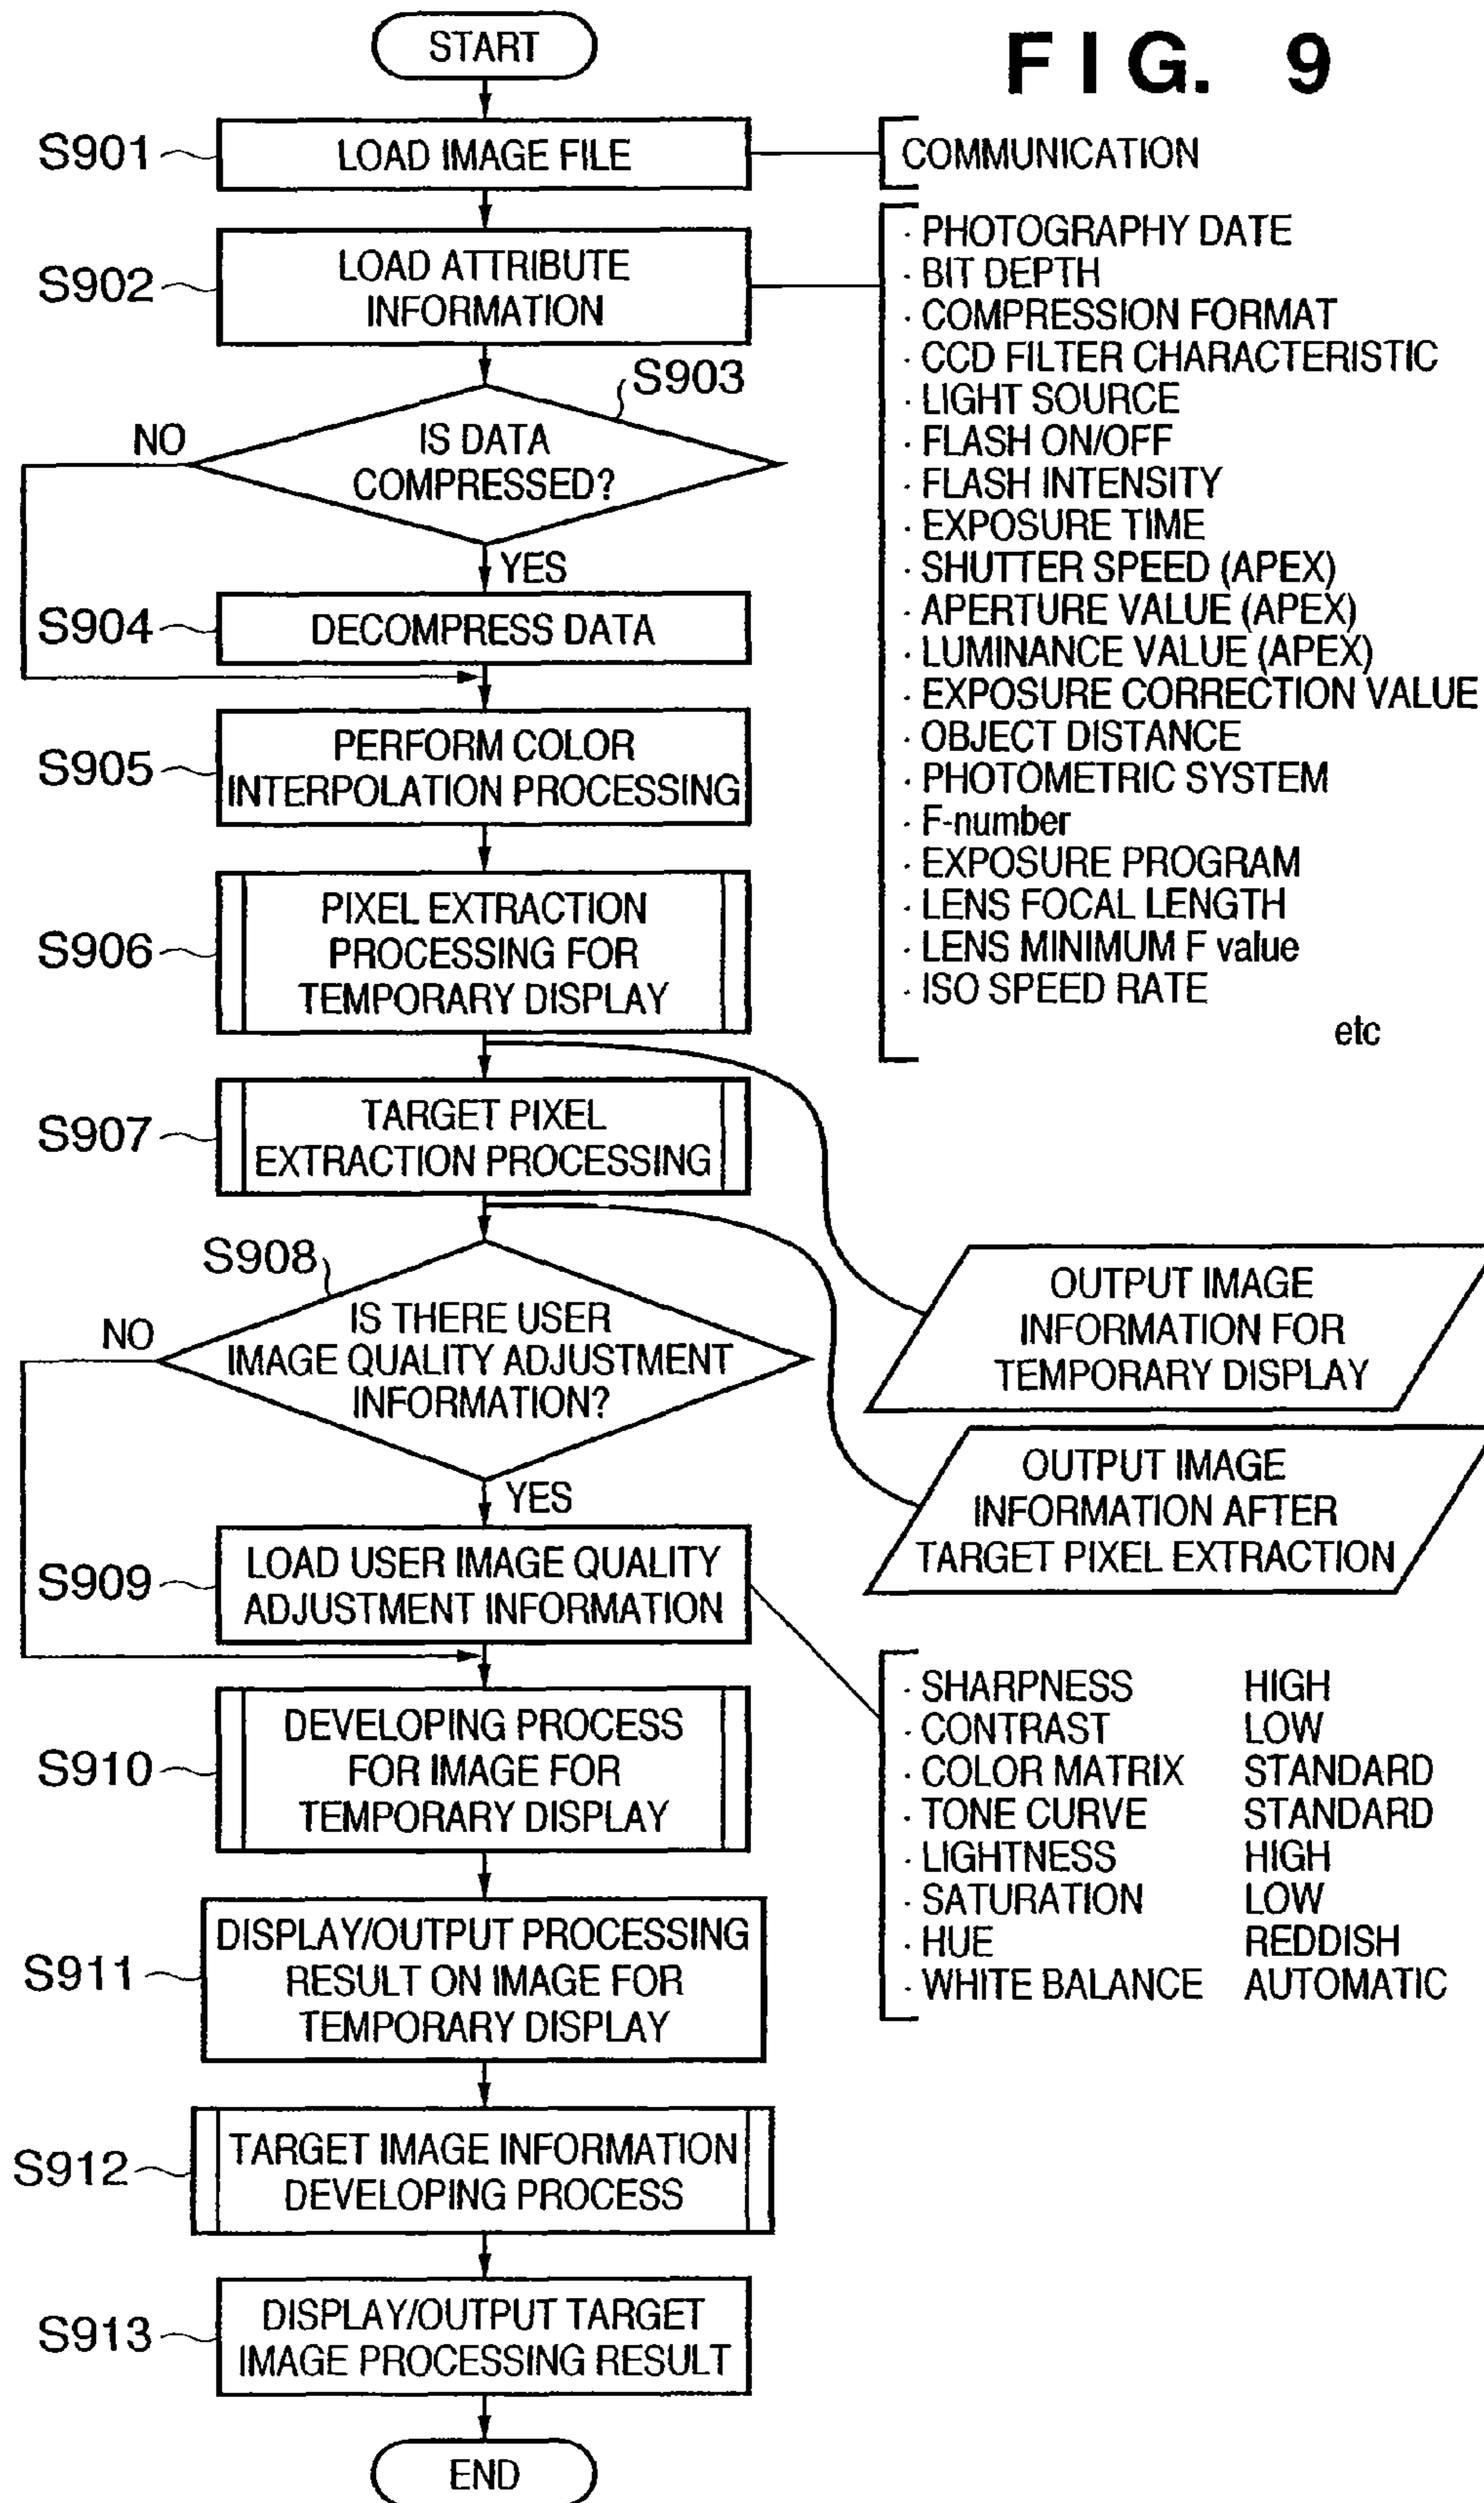 FIG. 9
START
S901
LOAD IMAGE FILE
COMMUNICATION
S902
LOAD ATTRIBUTE
INFORMATION
· PHOTOGRAPHY DATE
· BIT DEPTH
· COMPRESSION FORMAT
· CCD FILTER CHARACTERISTIC
· LIGHT SOURCE
· FLASH ON/OFF
· FLASH INTENSITY
· EXPOSURE TIME
· SHUTTER SPEED (APEX)
· APERTURE VALUE (APEX)
· LUMINANCE VALUE (APEX)
· EXPOSURE CORRECTION VALUE
· OBJECT DISTANCE
· PHOTOMETRIC SYSTEM
· F-number
· EXPOSURE PROGRAM
· LENS FOCAL LENGTH
· LENS MINIMUM F value
· ISO SPEED RATE
etc
S903
IS DATA
COMPRESSED?
NO
YES
S904
DECOMPRESS DATA
S905
PERFORM COLOR
INTERPOLATION PROCESSING
S906
PIXEL EXTRACTION
PROCESSING FOR
TEMPORARY DISPLAY
S907
TARGET PIXEL
EXTRACTION PROCESSING
OUTPUT IMAGE
INFORMATION FOR
TEMPORARY DISPLAY
OUTPUT IMAGE
INFORMATION AFTER
TARGET PIXEL EXTRACTION
S908
IS THERE USER
IMAGE QUALITY ADJUSTMENT
INFORMATION?
NO
YES
S909
LOAD USER IMAGE QUALITY
ADJUSTMENT INFORMATION
· SHARPNESS HIGH
· CONTRAST LOW
· COLOR MATRIX STANDARD
· TONE CURVE STANDARD
· LIGHTNESS HIGH
· SATURATION LOW
· HUE REDDISH
· WHITE BALANCE AUTOMATIC
S910
DEVELOPING PROCESS
FOR IMAGE FOR
TEMPORARY DISPLAY
S911
DISPLAY/OUTPUT PROCESSING
RESULT ON IMAGE FOR
TEMPORARY DISPLAY
S912
TARGET IMAGE INFORMATION
DEVELOPING PROCESS
S913
DISPLAY/OUTPUT TARGET
IMAGE PROCESSING RESULT
END